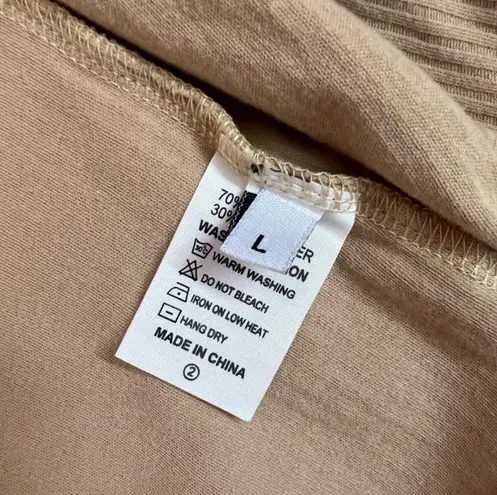 70%
30%
L
WARM WASHING
DO NOT BLEACH
IRON ON LOW HEAT
HANG DRY
MADE IN CHINA
2